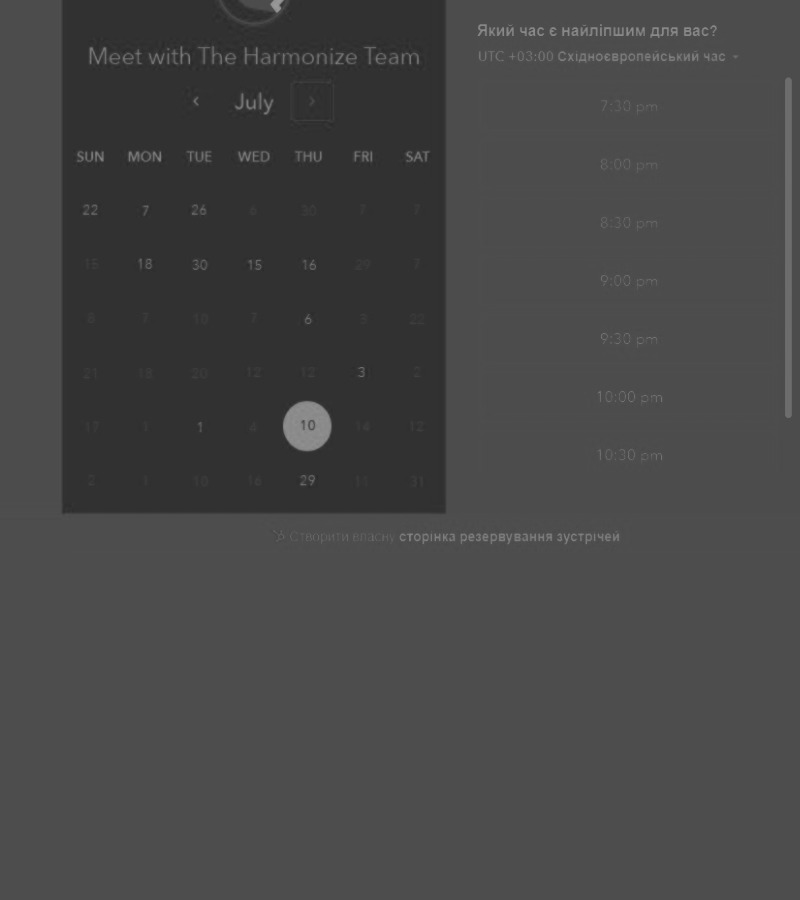 Meet with The Harmonize Team
July
SUN MON TUE WED THU FRI SAT
22 7 26 6 30 7 7
15 18 30 15 16 29 7
8 7 10 7 6 3 22
21 18 20 12 12 3 2
17 1 1 6 10 14 12
2 1 10 16 29 11 31
Який час є найліпшим для вас?
UTC +03:00 Східноєвропейський час
7:30 pm
8:00 pm
8:30 pm
9:00 pm
9:30 pm
10:00 pm
10:30 pm
Створити власну сторінка резервування зустрічей